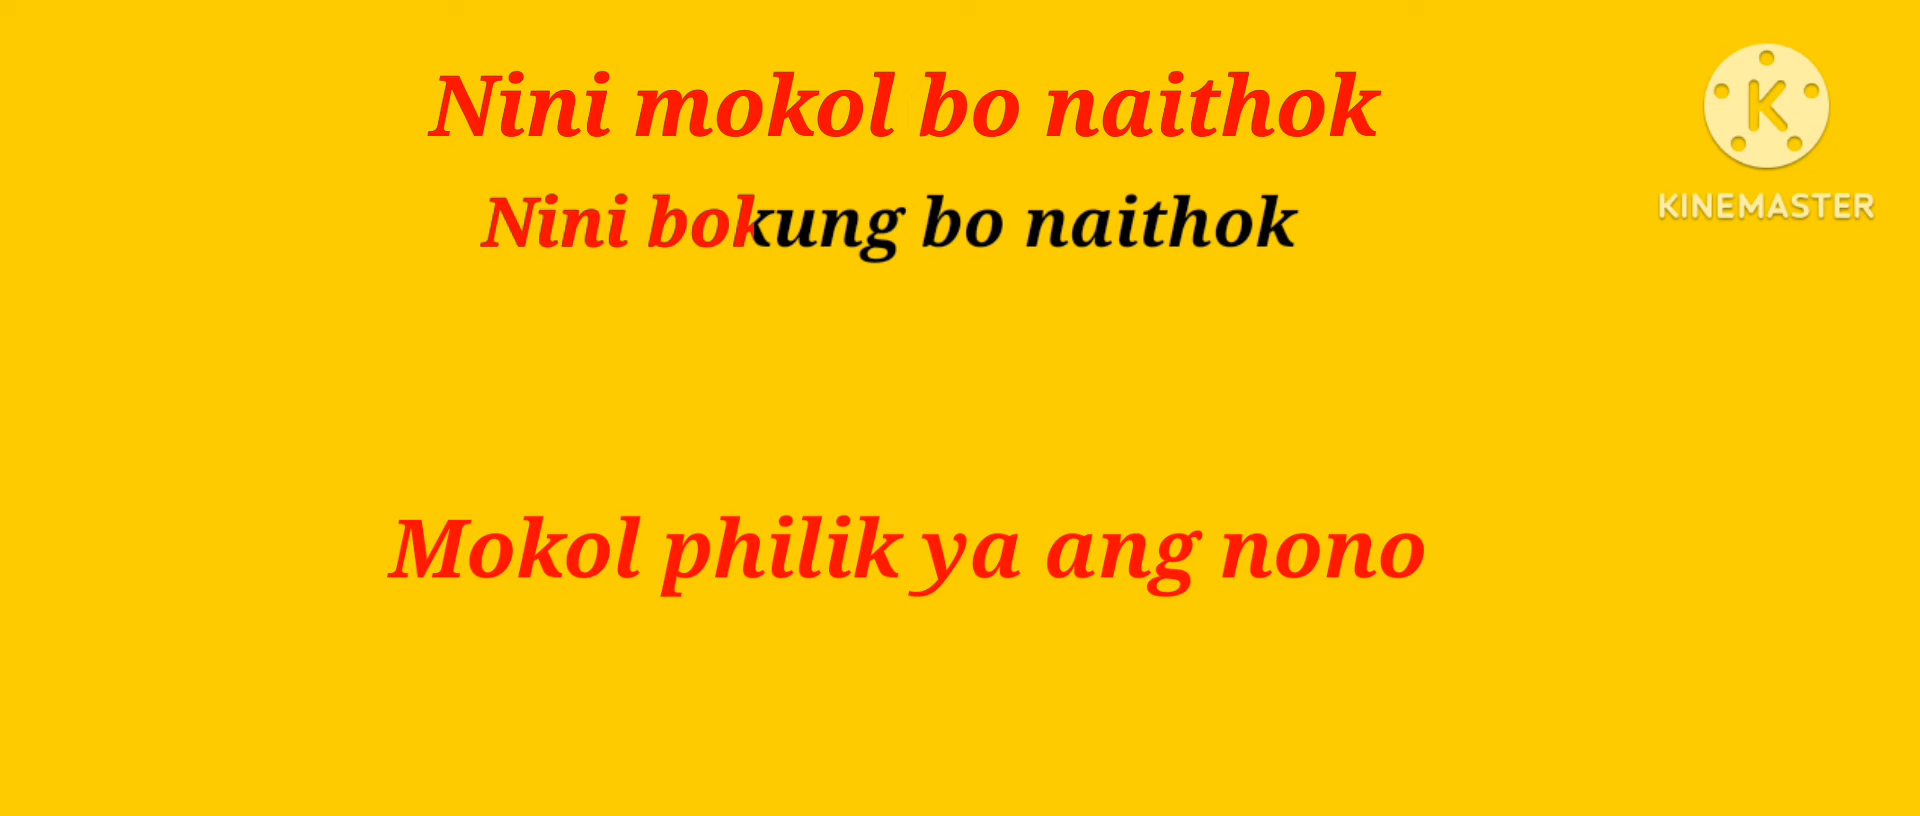 Nini mokol bo naithok
Nini bokung bo naithok
Mokol philik ya ang nono
K
KINEMASTER